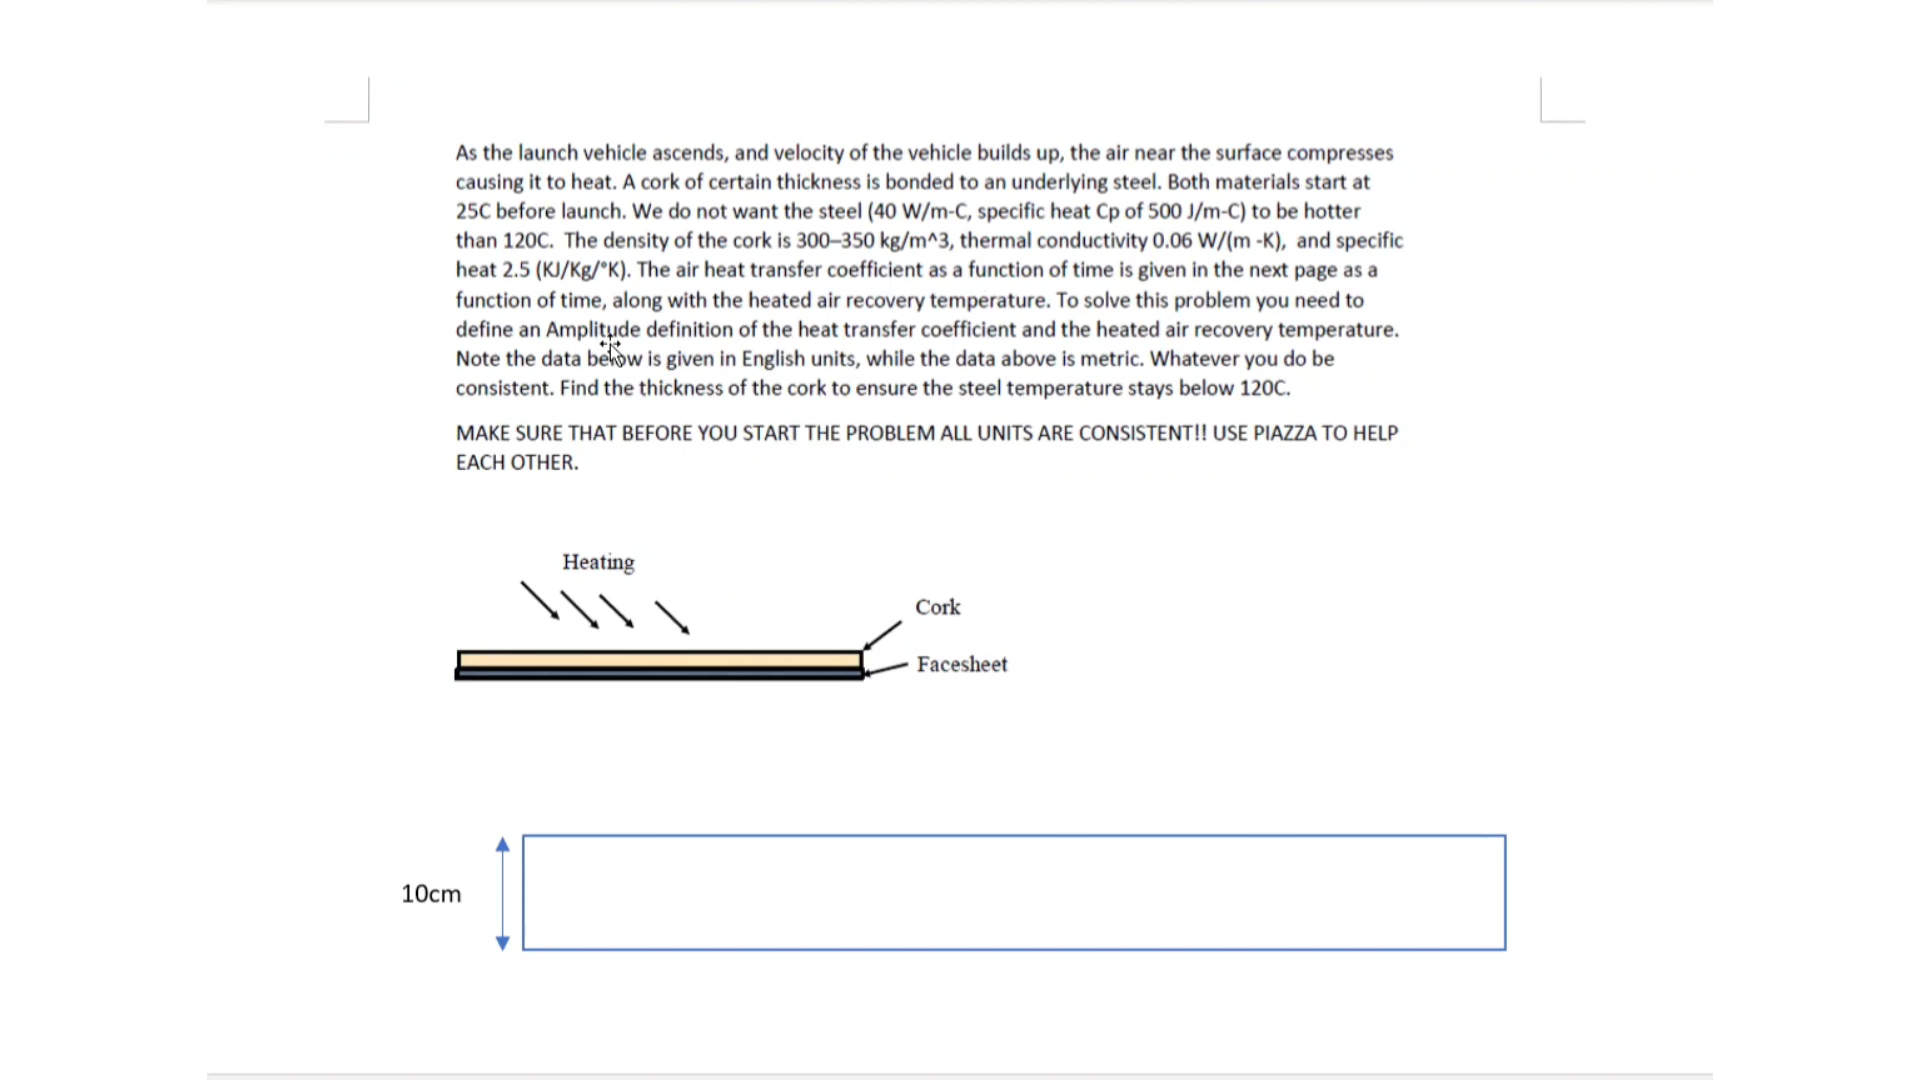 As the launch vehicle ascends, and velocity of the vehicle builds up, the air near the surface compresses
causing it to heat. A cork of certain thickness is bonded to an underlying steel. Both materials start at
25C before launch. We do not want the steel (40 W/m-C, specific heat Cp of 500 J/m-C) to be hotter
than 120C. The density of the cork is 300–350 kg/m^3, thermal conductivity 0.06 W/(m -K), and specific
heat 2.5 (KJ/Kg/°K). The air heat transfer coefficient as a function of time is given in the next page as a
function of time, along with the heated air recovery temperature. To solve this problem you need to
define an Amplitude definition of the heat transfer coefficient and the heated air recovery temperature.
Note the data below is given in English units, while the data above is metric. Whatever you do be
consistent. Find the thickness of the cork to ensure the steel temperature stays below 120C.
MAKE SURE THAT BEFORE YOU START THE PROBLEM ALL UNITS ARE CONSISTENT!! USE PIAZZA TO HELP
EACH OTHER.
Heating
Cork
Facesheet
10cm